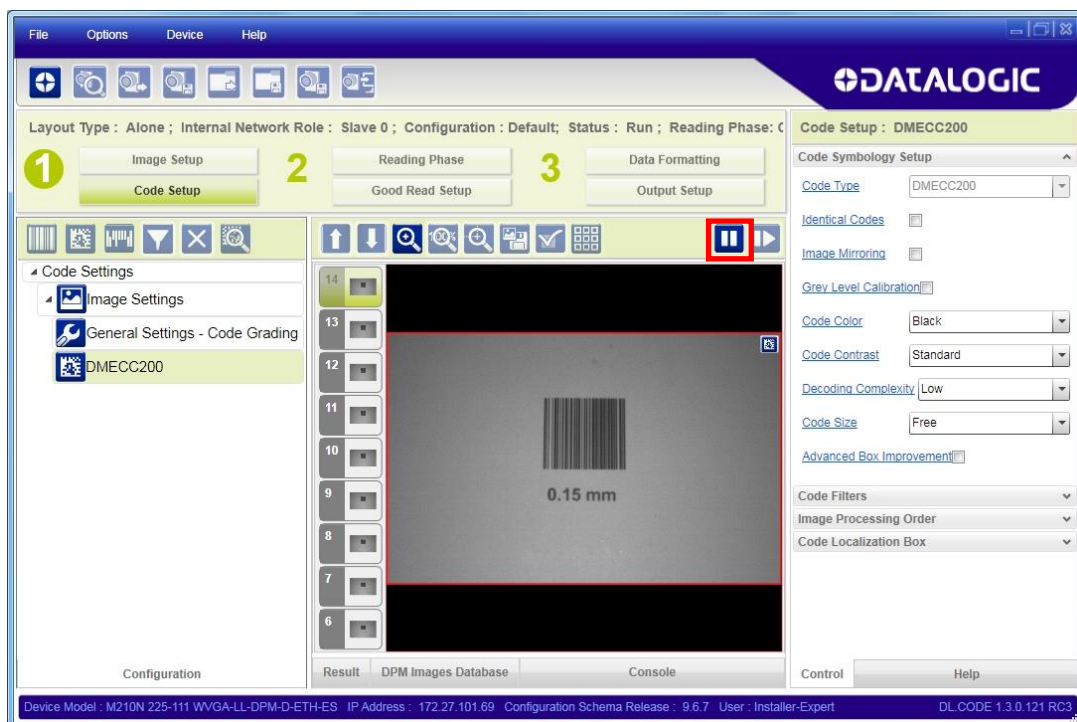 File Options Device Help
DATALOGIC
Layout Type : Alone ; Internal Network Role : Slave 0 ; Configuration : Default; Status : Run ; Reading Phase: (
1
Image Setup
Code Setup
2
Reading Phase
Good Read Setup
3
Data Formatting
Output Setup
100%
Code Settings
Image Settings
General Settings - Code Grading
DMECC200
Configuration
14
13
12
11
10
9
8
7
6
0.15 mm
Result DPM Images Database Console
Code Setup : DMECC200
Code Symbology Setup
Code Type DMECC200
Identical Codes
Image Mirroring
Grey Level Calibration
Code Color Black
Code Contrast Standard
Decoding Complexity Low
Code Size Free
Advanced Box Improvement
Code Filters
Image Processing Order
Code Localization Box
Control Help
Device Model : M210N 225-111 WVGA-LL-DPM-D-ETH-ES IP Address : 172.27.101.69 Configuration Schema Release : 9.6.7 User : Installer-Expert DL.CODE 1.3.0.121 RC3